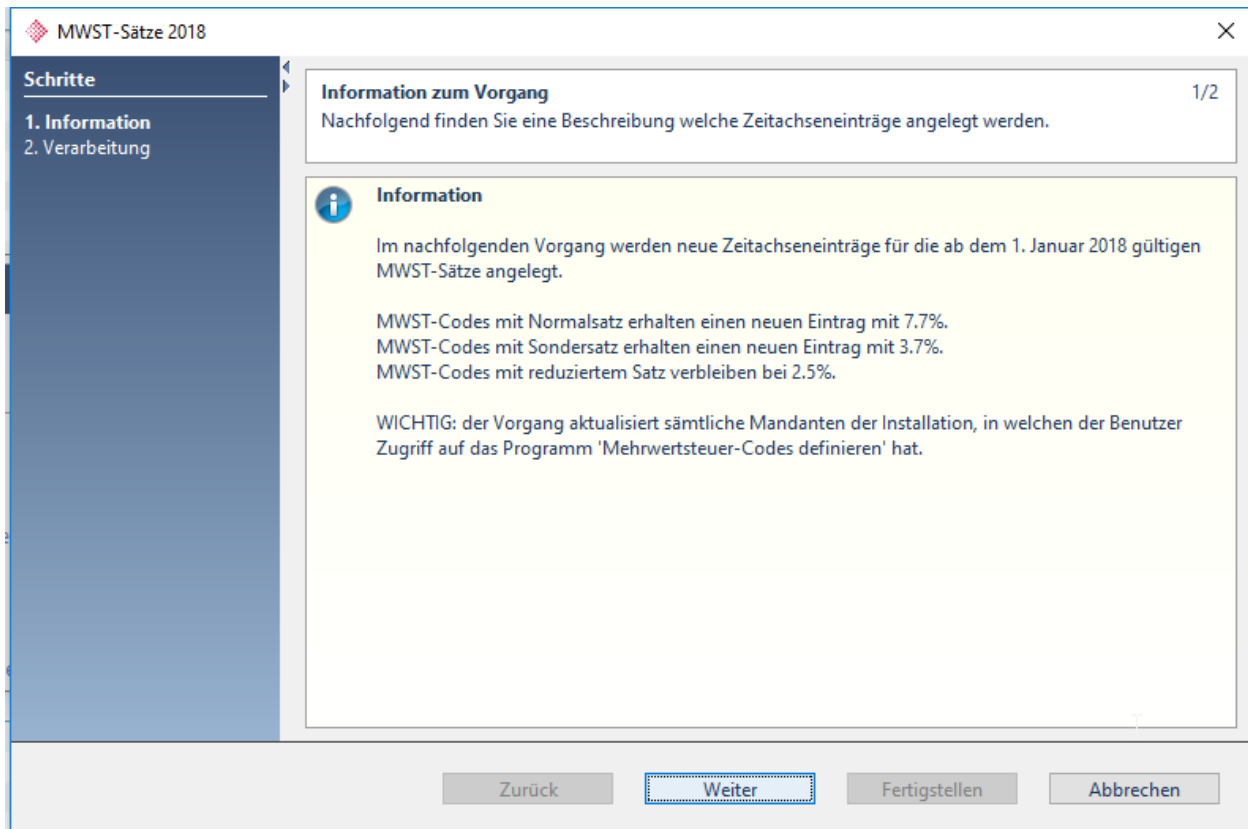 MWST-Sätze 2018
Schritte
1. Information
2. Verarbeitung
Information zum Vorgang
1/2
Nachfolgend finden Sie eine Beschreibung welche Zeitachseneinträge angelegt werden.
Information
Im nachfolgenden Vorgang werden neue Zeitachseneinträge für die ab dem 1. Januar 2018 gültigen
MWST-Sätze angelegt.
MWST-Codes mit Normalsatz erhalten einen neuen Eintrag mit 7.7%.
MWST-Codes mit Sondersatz erhalten einen neuen Eintrag mit 3.7%.
MWST-Codes mit reduziertem Satz verbleiben bei 2.5%.
WICHTIG: der Vorgang aktualisiert sämtliche Mandanten der Installation, in welchen der Benutzer
Zugriff auf das Programm 'Mehrwertsteuer-Codes definieren' hat.
Zurück
Weiter
Fertigstellen
Abbrechen